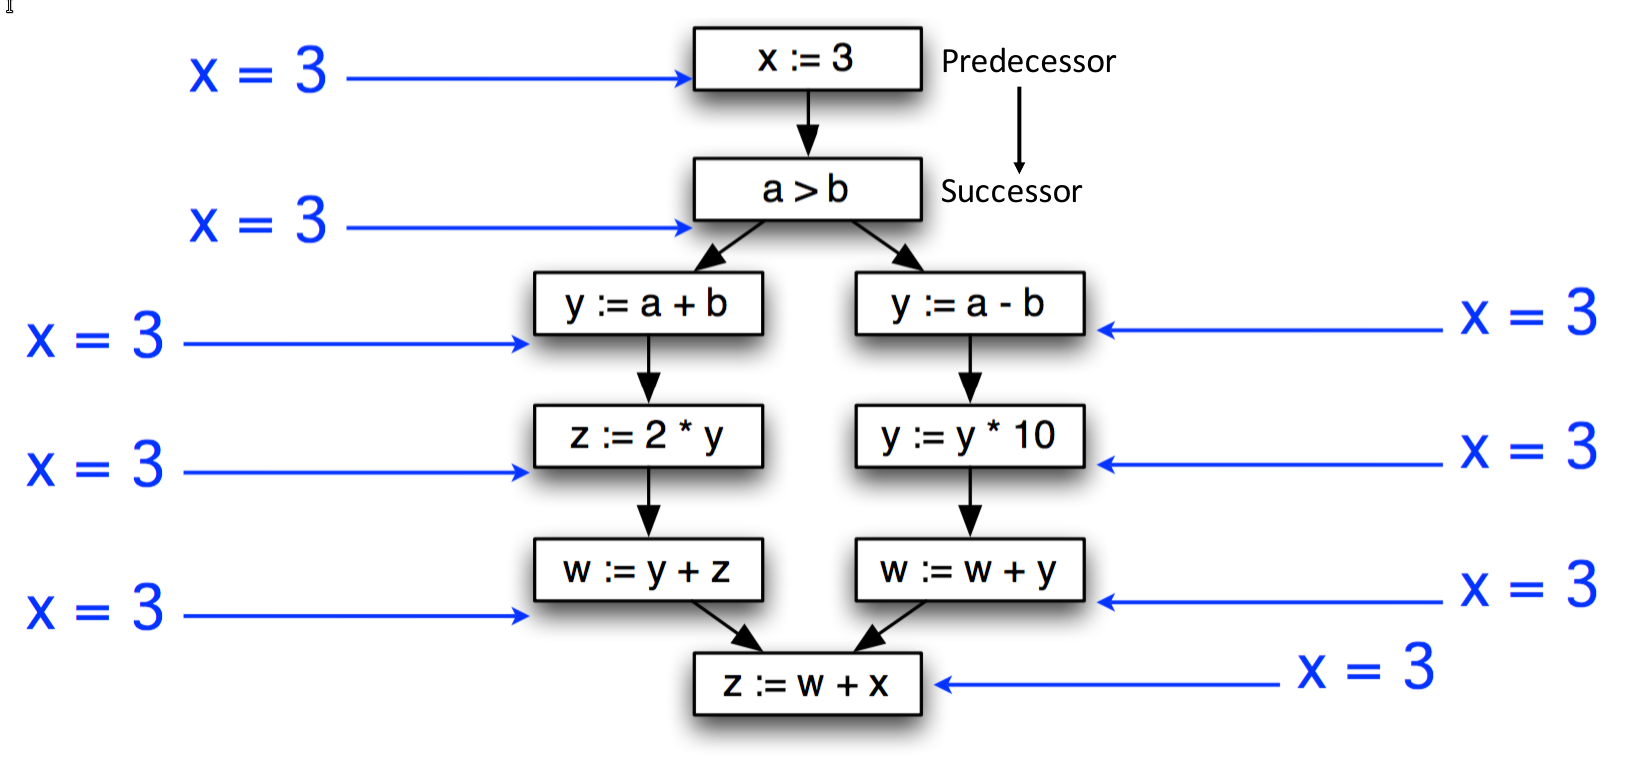 x = 3
x := 3
Predecessor
a > b
Successor
x = 3
y := a + b
y := a - b
x = 3
x = 3
z := 2 * y
y := y * 10
x = 3
x = 3
w := y + z
w := w + y
x = 3
x = 3
z := w + x
x = 3